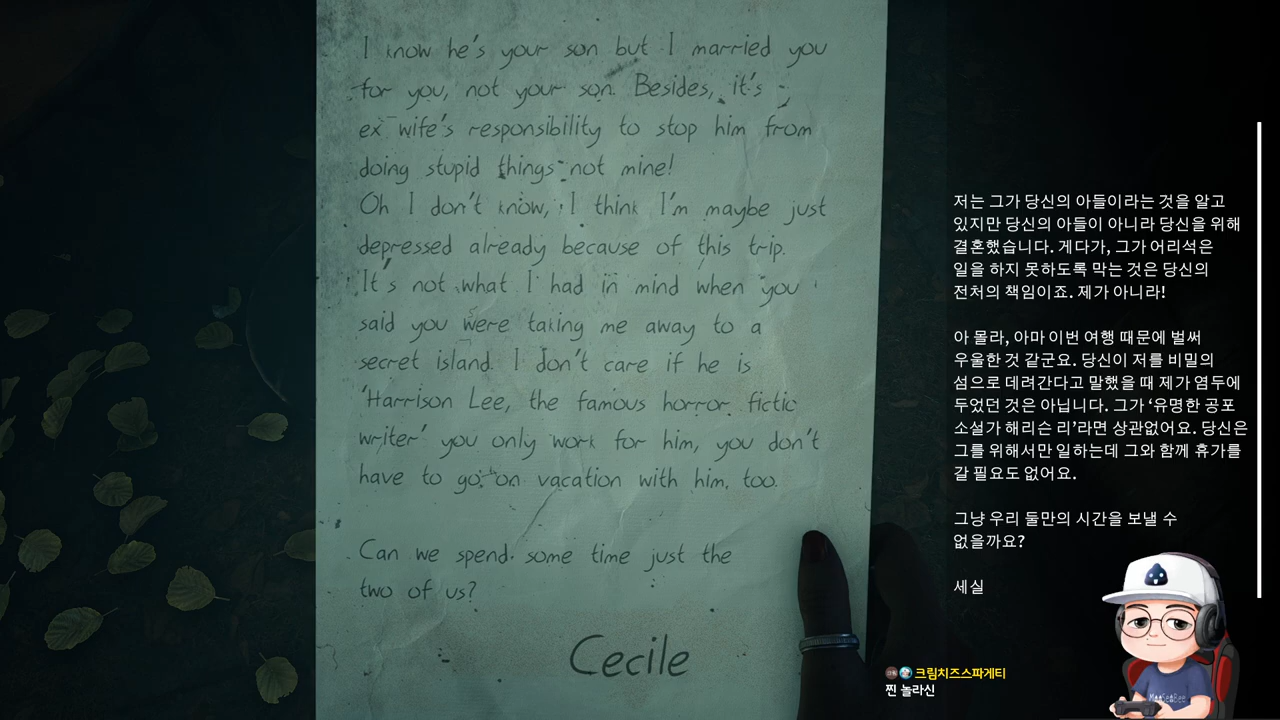 I know he's your son but I married you
for you, not your son. Besides, it's
ex wife's responsibility to stop him from
doing stupid things not mine!
Oh I don't know, I think I'm maybe just
depressed already because of this trip.
It's not what I had in mind when you
said you were taking me away to a
secret island. I don't care if he is
'Harrison Lee, the famous horror fictic
writer' you only work for him, you don't
have to go on vacation with him, too.
Can we spend some time just the
two of us?
Cecile
저는 그가 당신의 아들이라는 것을 알고
있지만 당신의 아들이 아니라 당신을 위해
결혼했습니다. 게다가, 그가 어리석은
일을 하지 못하도록 막는 것은 당신의
전처의 책임이죠. 제가 아니라!
아 몰라, 아마 이번 여행 때문에 벌써
우울한 것 같군요. 당신이 저를 비밀의
섬으로 데려간다고 말했을 때 제가 염두에
두었던 것은 아닙니다. 그가 ‘유명한 공포
소설가 해리슨 리’라면 상관없어요. 당신은
그를 위해서만 일하는데 그와 함께 휴가를
갈 필요도 없어요.
그냥 우리 둘만의 시간을 보낼 수
없을까요?
세실
크림치즈스파게티
찐 놀라신